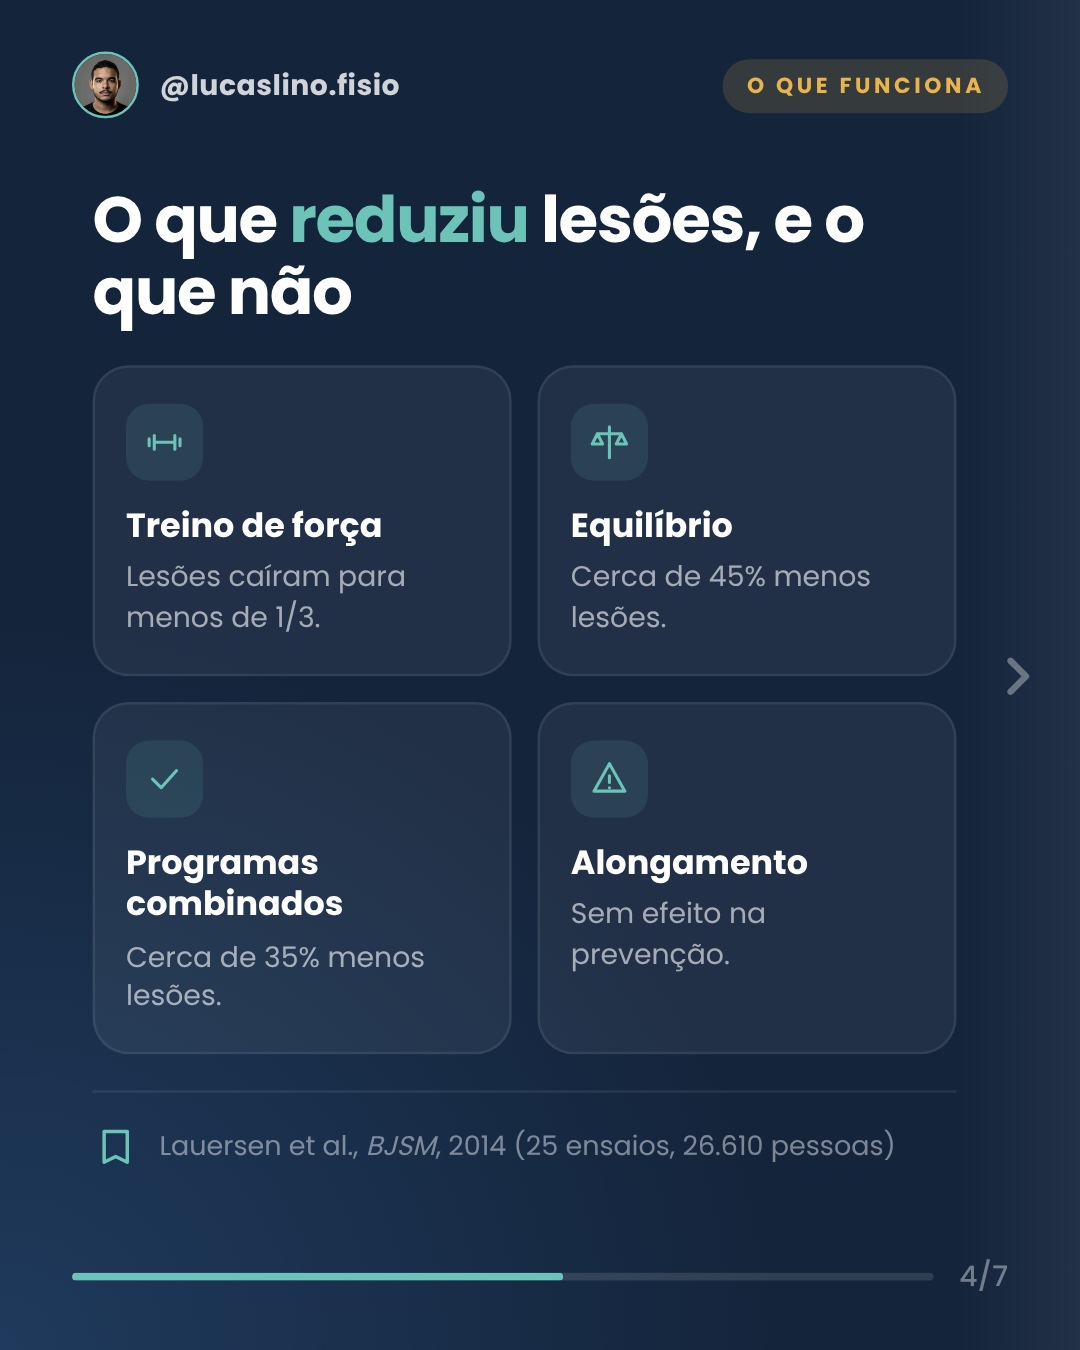 @lucaslino.fisio
O QUE FUNCIONA
O que reduziu lesões, e o
que não
Treino de força
Lesões caíram para
menos de 1/3.
Equilíbrio
Cerca de 45% menos
lesões.
Programas
combinados
Cerca de 35% menos
lesões.
Alongamento
Sem efeito na
prevenção.
Lauersen et al., BJSM, 2014 (25 ensaios, 26.610 pessoas)
4/7